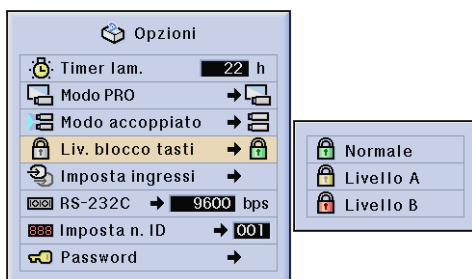 Opzioni
Timer lam. 22 h
Modo PRO
Modo accoppiato
Liv. blocco tasti
Imposta ingressi
RS-232C 9600 bps
888 Imposta n. ID 001
Password
Normale
Livello A
Livello B